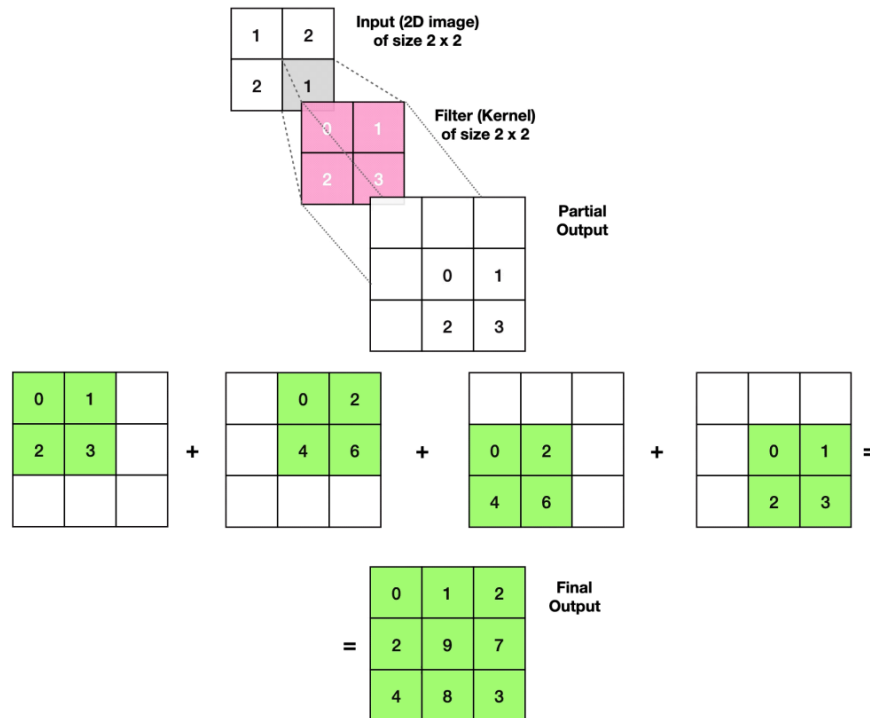 1 2
Input (2D image)
of size 2 x 2
2 1
0 1
Filter (Kernel)
of size 2 x 2
2 3
Partial
Output
0 1
2 3
0 1
0 2
2 3
+
4 6
+
0 2
+
0 1
=
4 6
2 3
0 1 2
Final
Output
=
2 9 7
4 8 3